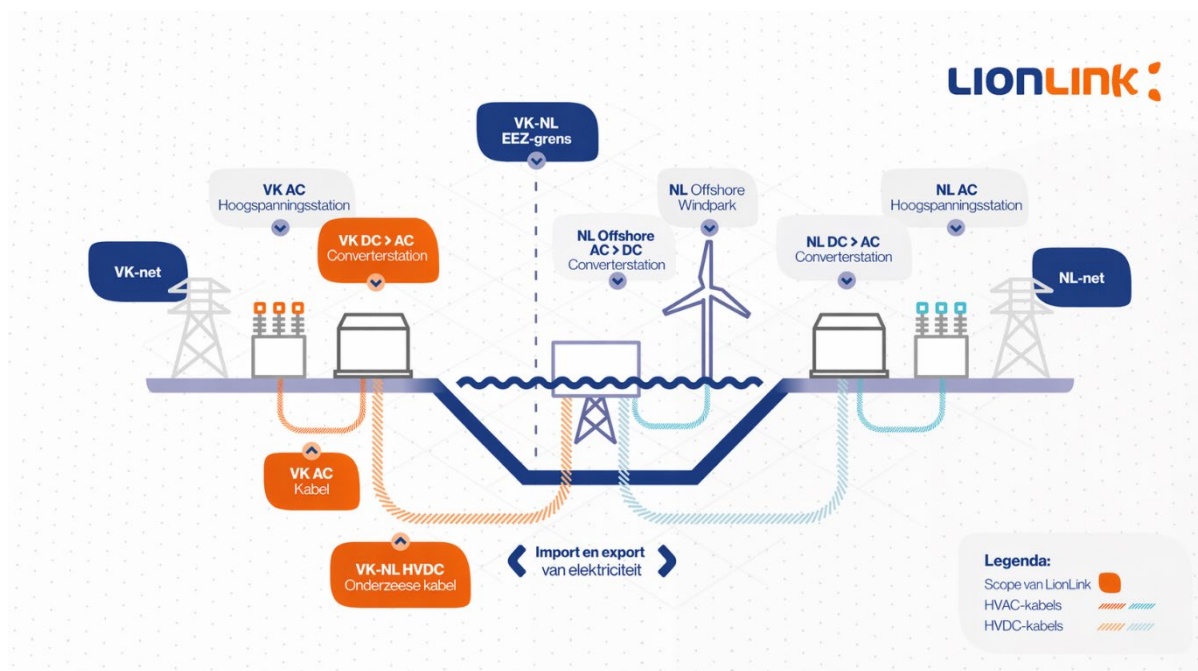 LIONLINK
VK-NL
EEZ-grens
VK AC
Hoogspanningsstation
NL Offshore
Windpark
NL AC
Hoogspanningsstation
VK DC > AC
Converterstation
NL Offshore
AC > DC
Converterstation
NL DC > AC
Converterstation
VK-net
NL-net
VK AC
Kabel
VK-NL HVDC
Onderzeese kabel
Import en export
van elektriciteit
Legenda:
Scope van LionLink
HVAC-kabels
HVDC-kabels